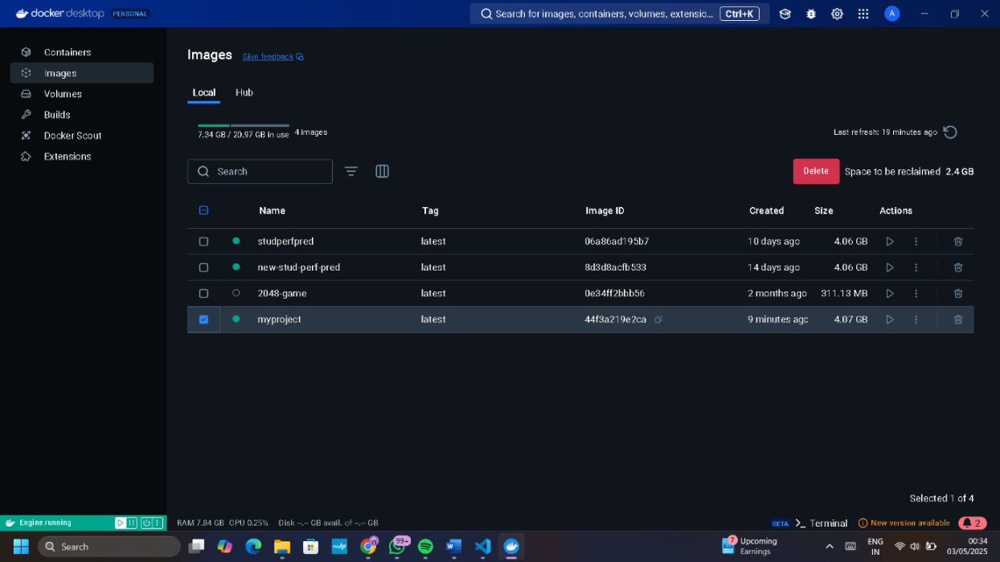 docker desktop PERSONAL
Search for images, containers, volumes, extensio... Ctrl+K
A
Containers
Images
Volumes
Builds
Docker Scout
Extensions
Images Give feedback
Local Hub
7.34 GB / 20.97 GB in use 4 images
Last refresh: 19 minutes ago
Search
Delete Space to be reclaimed 2.4 GB
Name Tag Image ID Created Size Actions
studperfpred latest 06a86ad195b7 10 days ago 4.06 GB
new-stud-perf-pred latest 8d3d8acfb533 14 days ago 4.06 GB
2048-game latest 0e34ff2bbb56 2 months ago 311.13 MB
myproject latest 44f3a219e2ca 9 minutes ago 4.07 GB
Selected 1 of 4
Engine running RAM 7.84 GB CPU 0.25% Disk --.-- GB avail. of --.-- GB BETA Terminal New version available 2
Search
99+
7 Upcoming
Earnings
ENG
IN
00:34
03/05/2025